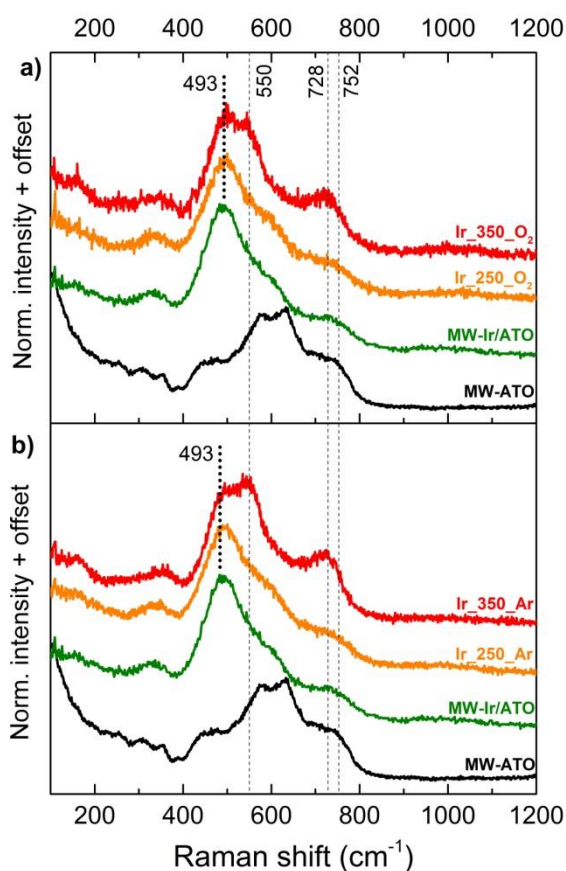 200 400 600 800 1000 1200
a)
493
550
728
752
Ir_350_O₂
Ir_250_O₂
MW-Ir/ATO
MW-ATO
Norm. intensity + offset
b)
493
Ir_350_Ar
Ir_250_Ar
MW-Ir/ATO
MW-ATO
Norm. intensity + offset
200 400 600 800 1000 1200
Raman shift (cm⁻¹)